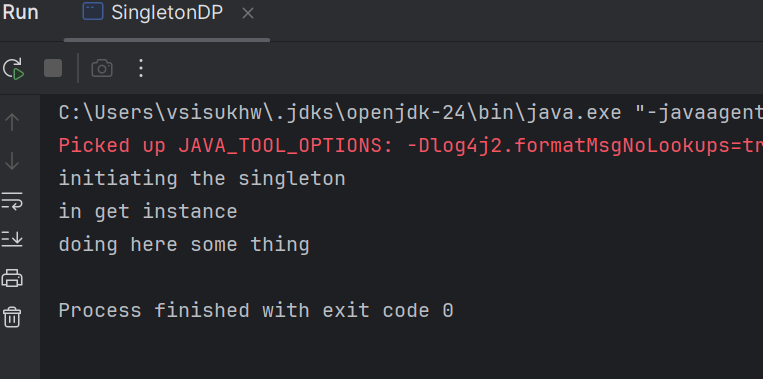 Run SingletonDP
C:\Users\vsisukhw\.jdks\openjdk-24\bin\java.exe "-javaagent
Picked up JAVA_TOOL_OPTIONS: -Dlog4j2.formatMsgNoLookups=tr
initiating the singleton
in get instance
doing here some thing
Process finished with exit code 0